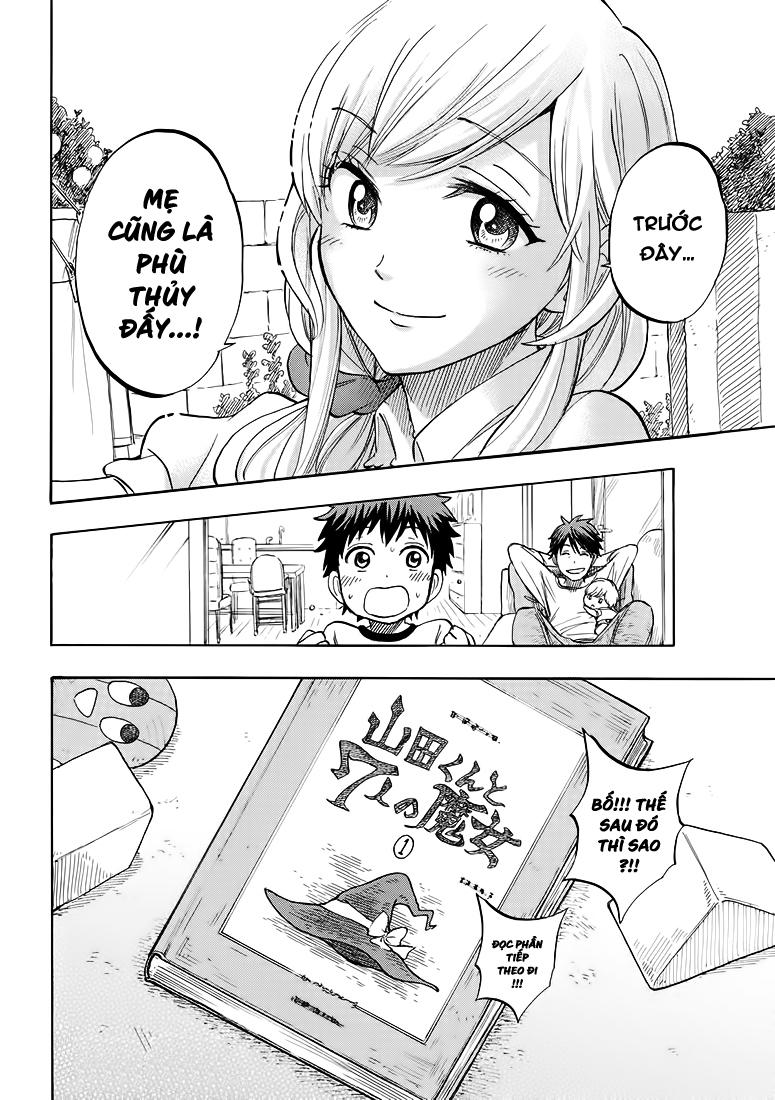 TRƯỚC
ĐÂY...
MẸ
CŨNG LÀ
PHÙ
THỦY
ĐẤY...!
山田くんと
7人の魔女
1
BỐ!!! THẾ
SAU ĐÓ
THÌ SAO
?!!
ĐỌC PHẦN
TIẾP
THEO ĐI
!!!